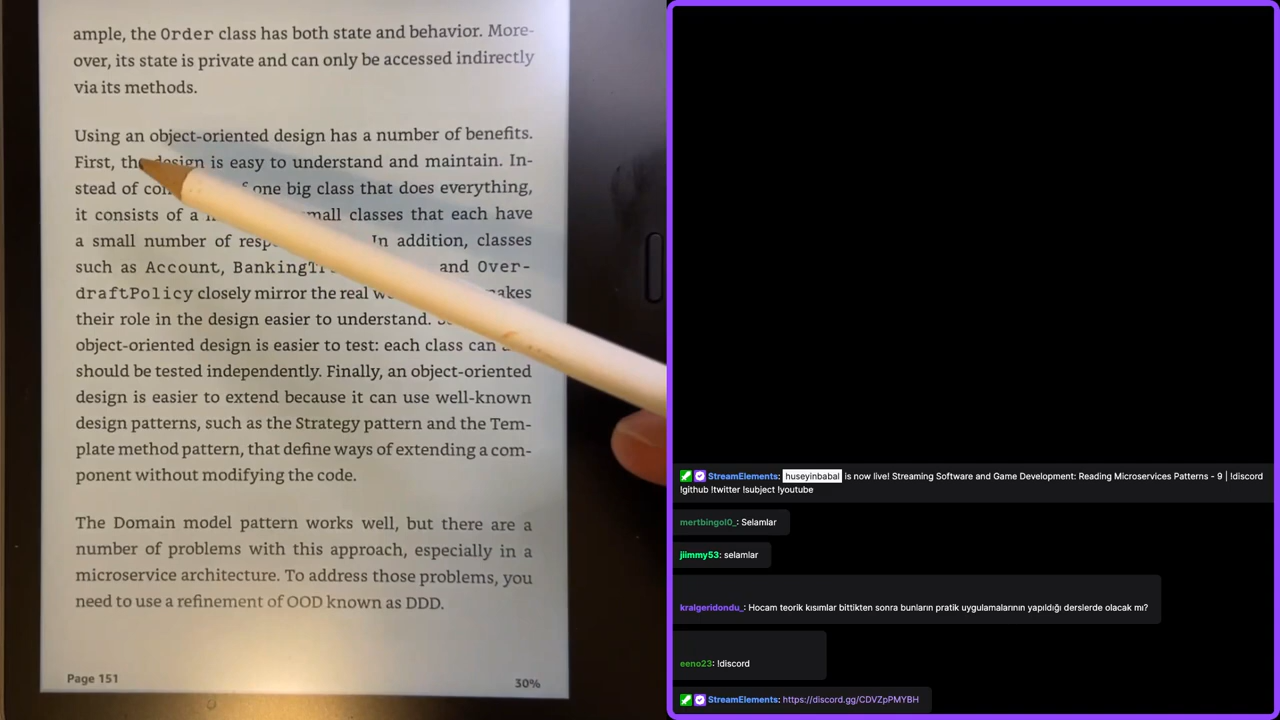 ample, the Order class has both state and behavior. More-
over, its state is private and can only be accessed indirectly
via its methods.
Using an object-oriented design has a number of benefits.
First, the design is easy to understand and maintain. In-
stead of one big class that does everything,
it consists of a small classes that each have
a small number of In addition, classes
such as Account, and Over-
draftPolicy closely mirror the real
their role in the design easier to understand.
object-oriented design is easier to test: each class can
should be tested independently. Finally, an object-oriented
design is easier to extend because it can use well-known
design patterns, such as the Strategy pattern and the Tem-
plate method pattern, that define ways of extending a com-
ponent without modifying the code.
The Domain model pattern works well, but there are a
number of problems with this approach, especially in a
microservice architecture. To address those problems, you
need to use a refinement of OOD known as DDD.
Page 151
30%
StreamElements: huseyinbabal is now live! Streaming Software and Game Development: Reading Microservices Patterns - 9 | !discord
!github !twitter !subject !youtube
mertbingol0_: Selamlar
jiimmy53: selamlar
kralgeridondu_: Hocam teorik kısımlar bittikten sonra bunların pratik uygulamalarının yapıldığı derslerde olacak mı?
eeno23: !discord
StreamElements: https://discord.gg/CDVZpPMYBH